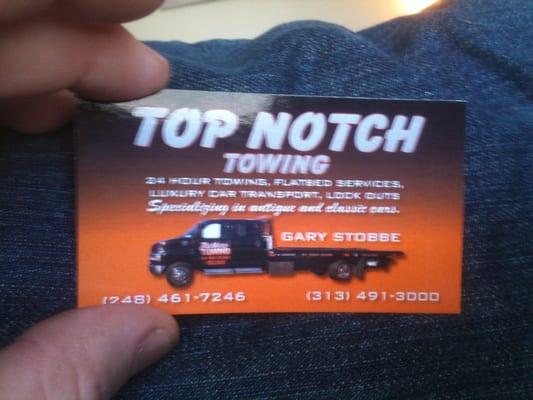 TOP NOTCH
TOWING
24 HOUR TOWING, FLATBED SERVICES,
LUXURY CAR TRANSPORT, LOCK OUTS
Specializing in antique and classic cars.
GARY STOBBE
(248) 461-7246 (313) 491-3000